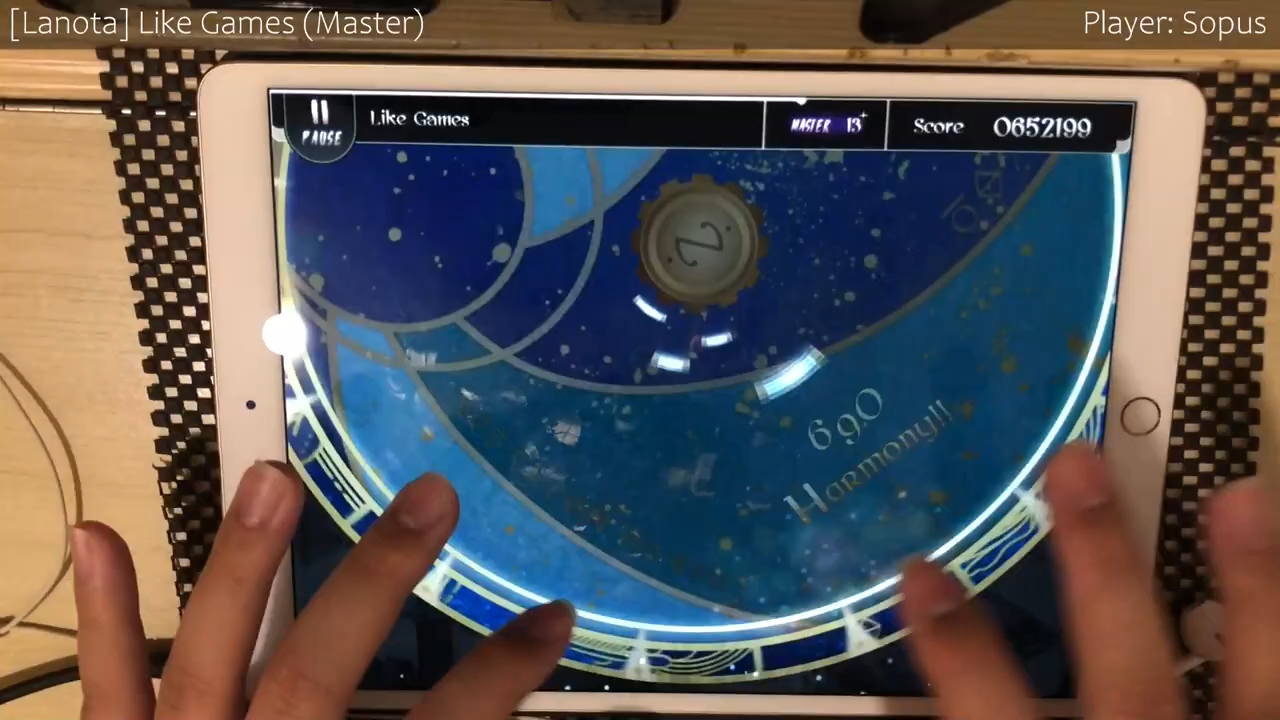 [Lanota] Like Games (Master)
Player: Sopus
PAUSE
Like Games
MASTER 13+
Score 0652199
690
Harmony!!